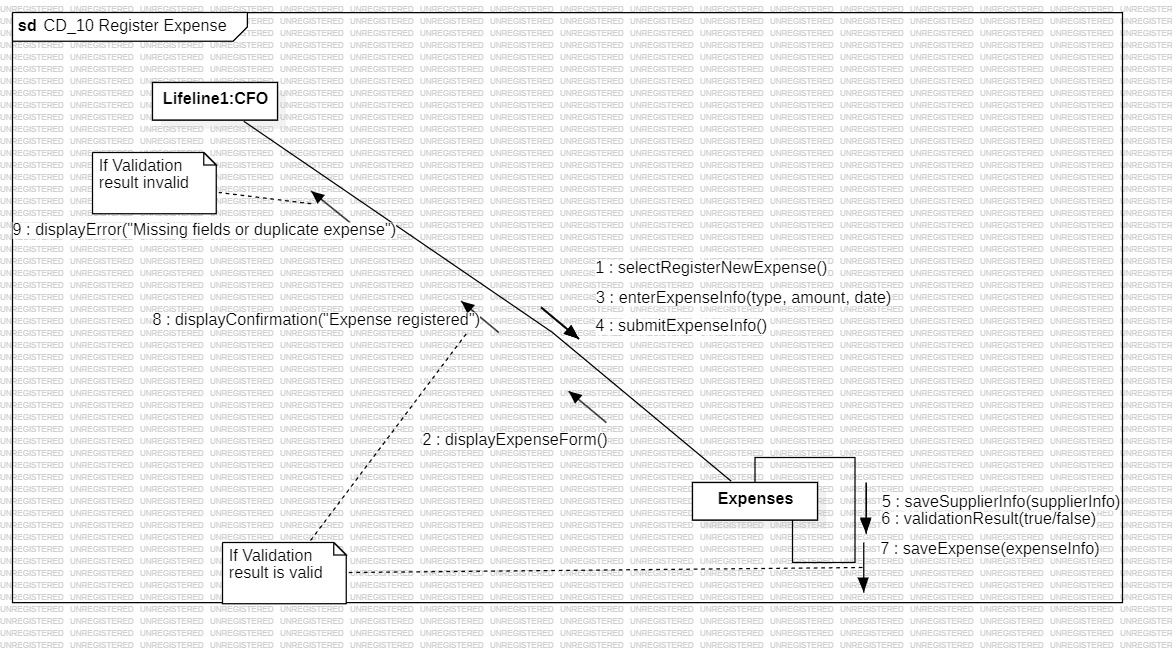 sd CD_10 Register Expense
Lifeline1:CFO
If Validation
result invalid
9 : displayError("Missing fields or duplicate expense")
1 : selectRegisterNewExpense()
3 : enterExpenseInfo(type, amount, date)
8 : displayConfirmation("Expense registered")
4 : submitExpenseInfo()
2 : displayExpenseForm()
Expenses
5 : saveSupplierInfo(supplierInfo)
6 : validationResult(true/false)
7 : saveExpense(expenseInfo)
If Validation
result is valid
UNREGISTERED